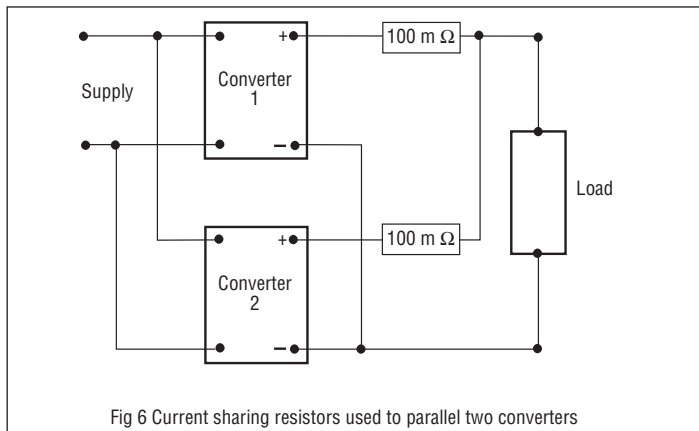 +
100 m Ω
Converter
1
Supply
−
Load
+
100 m Ω
Converter
2
−
Fig 6 Current sharing resistors used to parallel two converters